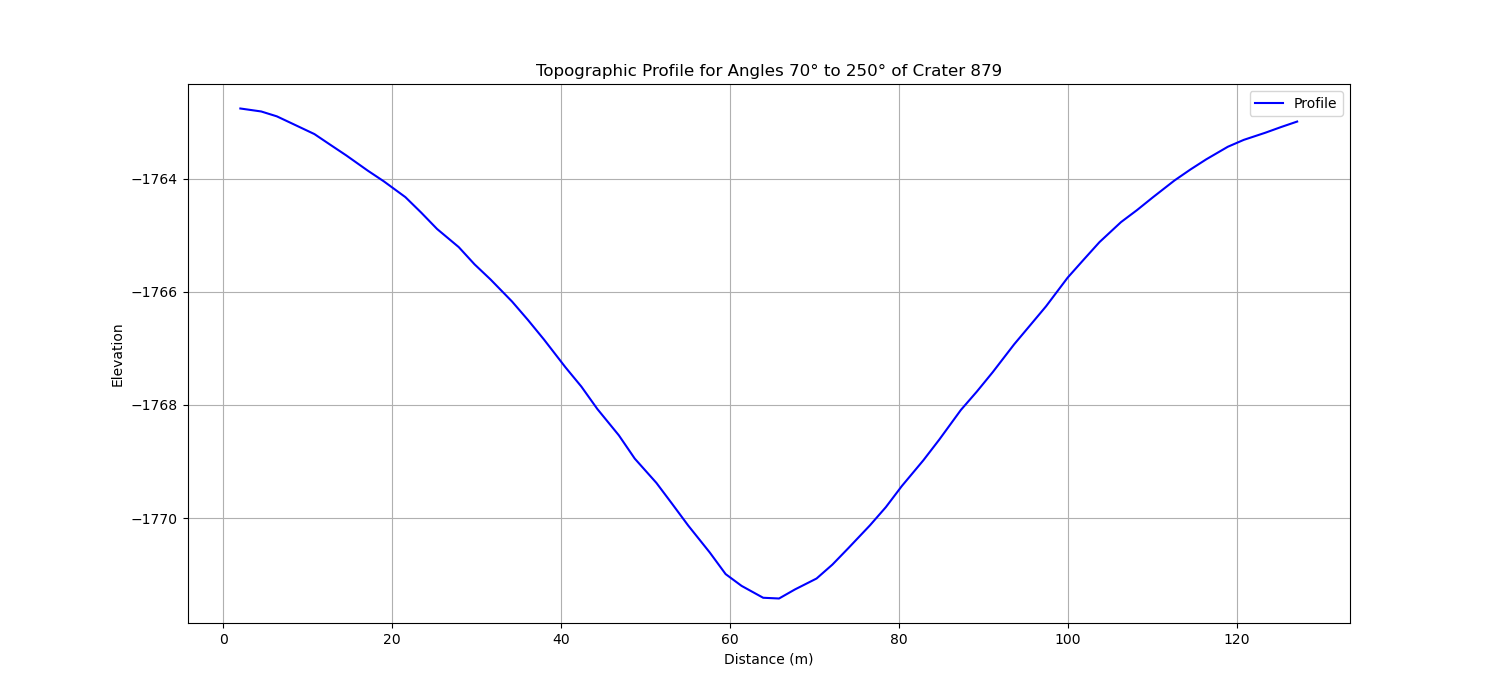 Topographic Profile for Angles 70° to 250° of Crater 879
Profile
−1764
−1766
−1768
−1770
Elevation
0 20 40 60 80 100 120
Distance (m)